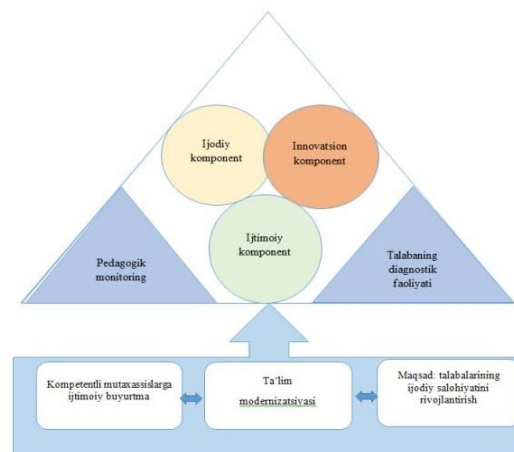 Ijodiy
komponent
Innovatsion
komponent
Ijtimoiy
komponent
Pedagogik
monitoring
Talabaning
diagnostik
faoliyati
Kompetentli mutaxassislarga
ijtimoiy buyurtma
Ta'lim
modernizatsiyasi
Maqsad: talabalarining
ijodiy salohiyatini
rivojlantirish